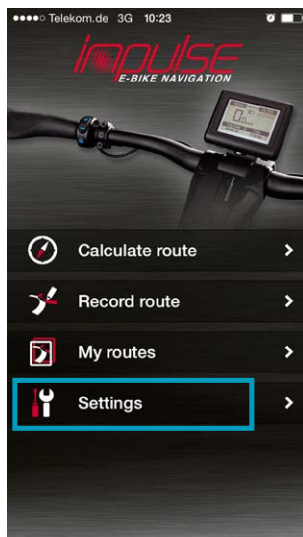 Telekom.de 3G 10:23
impulse
E-BIKE NAVIGATION
Calculate route
Record route
My routes
Settings